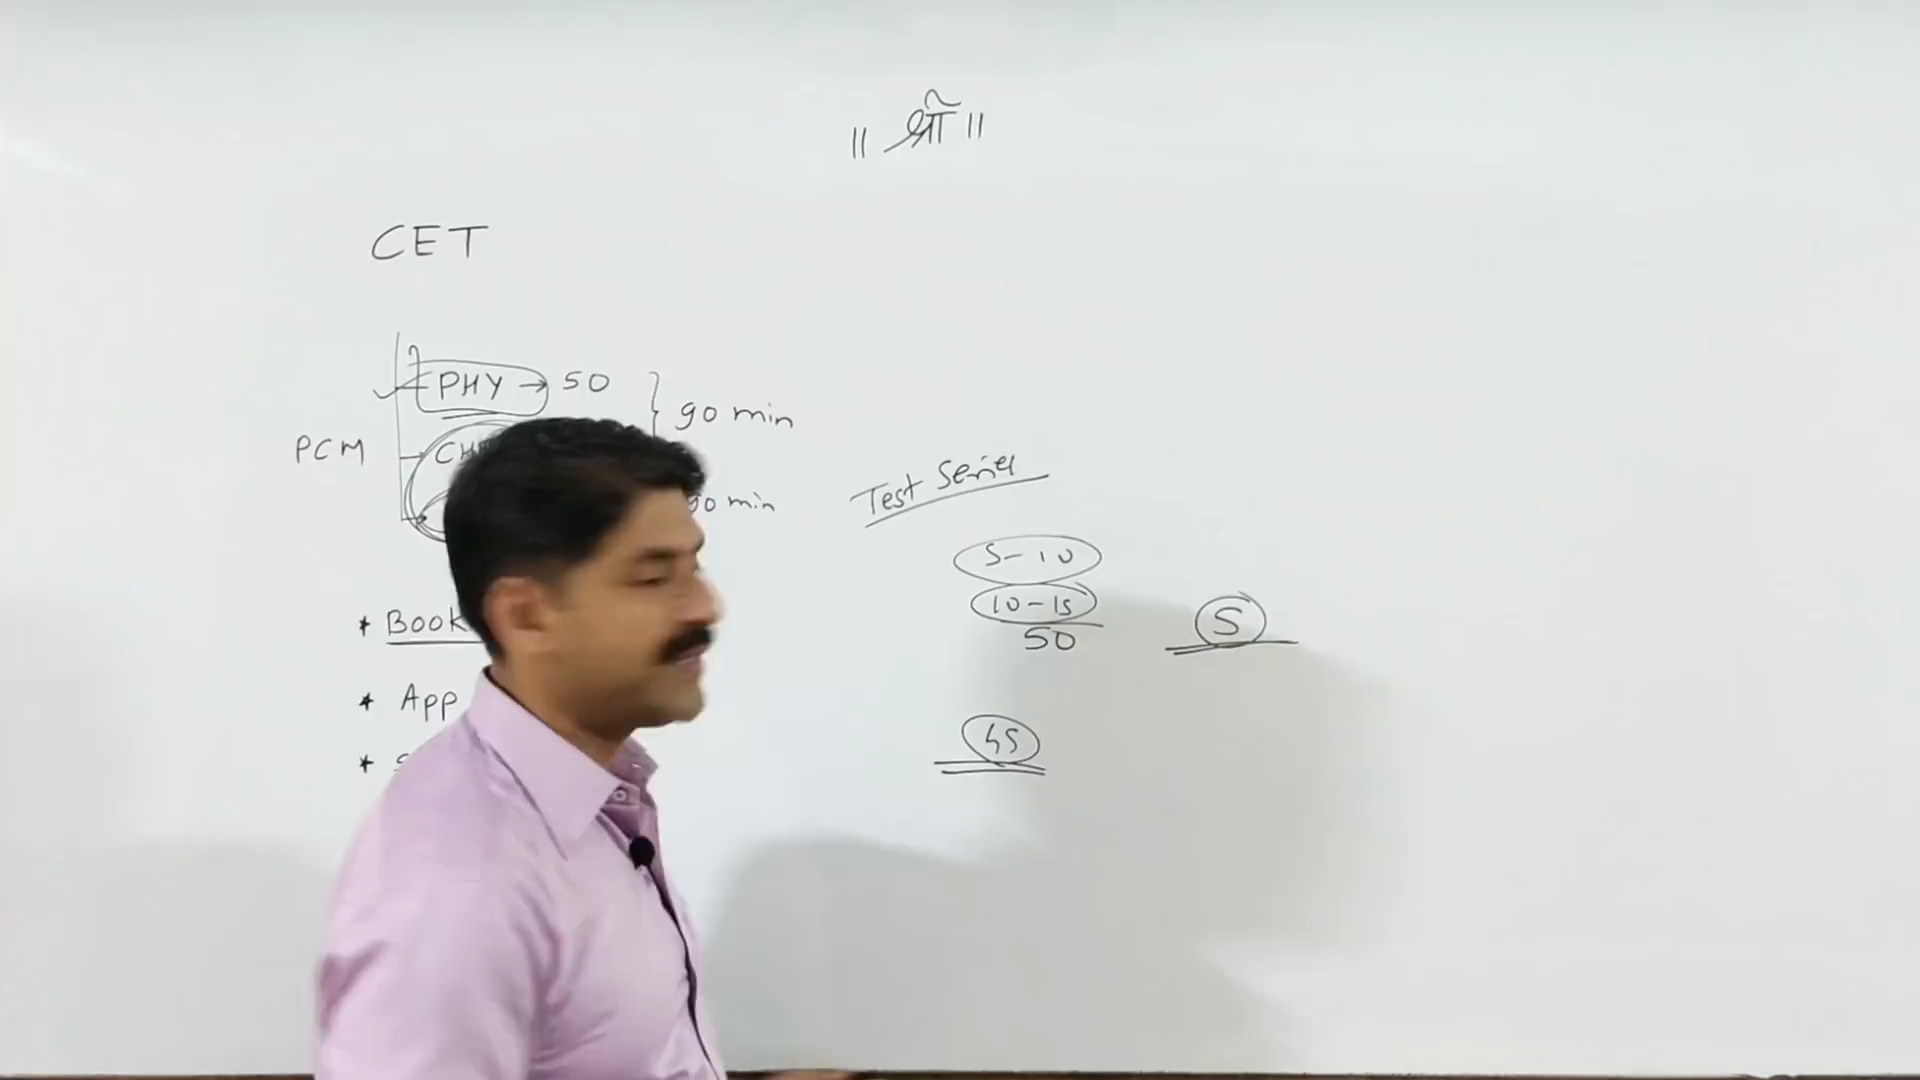 ॥ श्री ॥
CET
PHY → 50
90 min
PCM
90 min
Test Series
5-10
10-15
50
5
* Book
* App
*
45